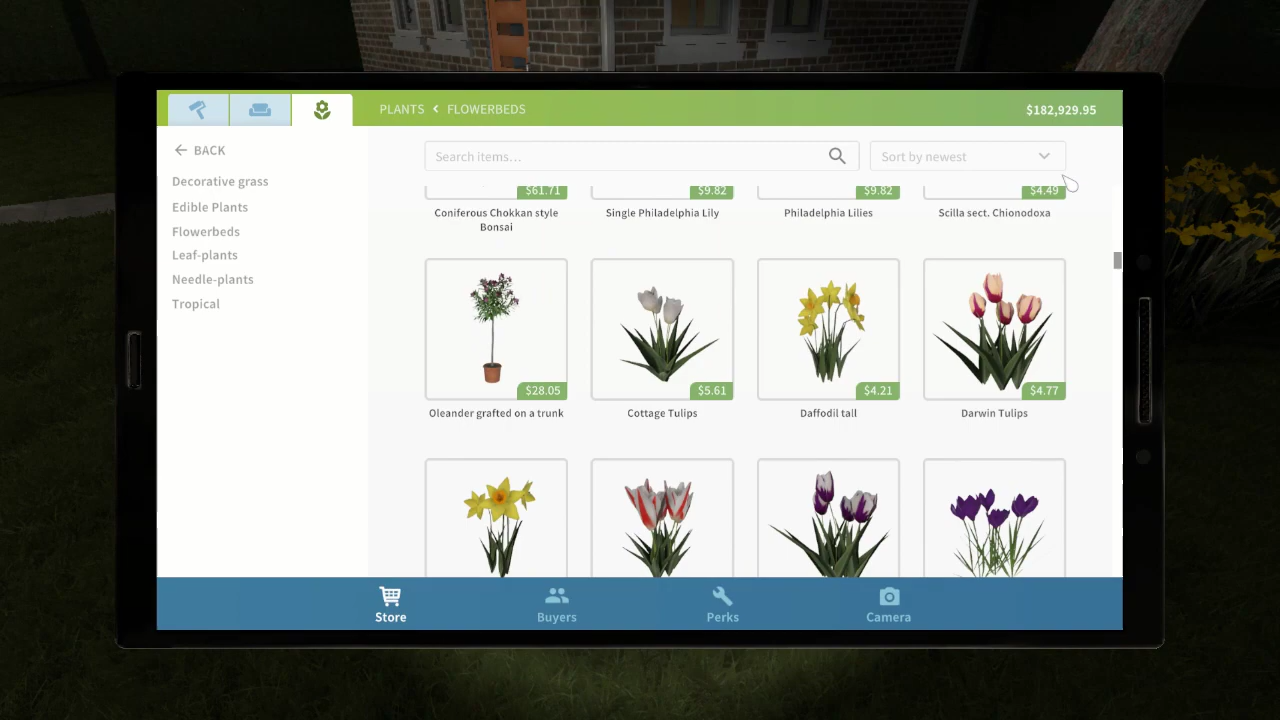 PLANTS < FLOWERBEDS
$182,929.95
BACK
Search items...
Sort by newest
Decorative grass
Edible Plants
Flowerbeds
Leaf-plants
Needle-plants
Tropical
$61.71
$9.82
$9.82
$4.49
Coniferous Chokkan style
Bonsai
Single Philadelphia Lily
Philadelphia Lilies
Scilla sect. Chionodoxa
$28.05
$5.61
$4.21
$4.77
Oleander grafted on a trunk
Cottage Tulips
Daffodil tall
Darwin Tulips
Store
Buyers
Perks
Camera